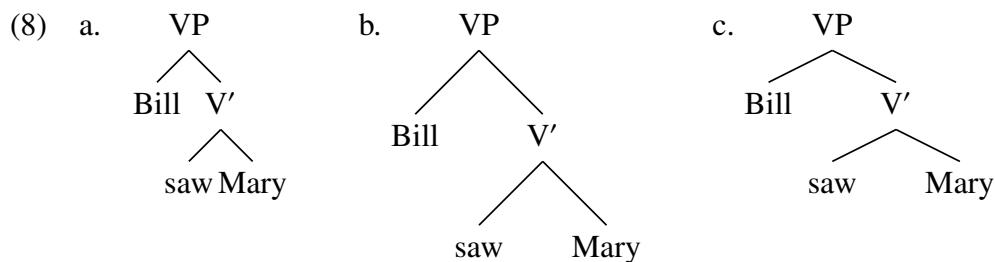 (8) a. VP b. VP c. VP
Bill V′ Bill V′ Bill V′
saw Mary saw Mary
saw Mary